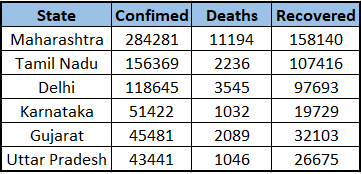 State Confimed Deaths Recovered
Maharashtra 284281 11194 158140
Tamil Nadu 156369 2236 107416
Delhi 118645 3545 97693
Karnataka 51422 1032 19729
Gujarat 45481 2089 32103
Uttar Pradesh 43441 1046 26675